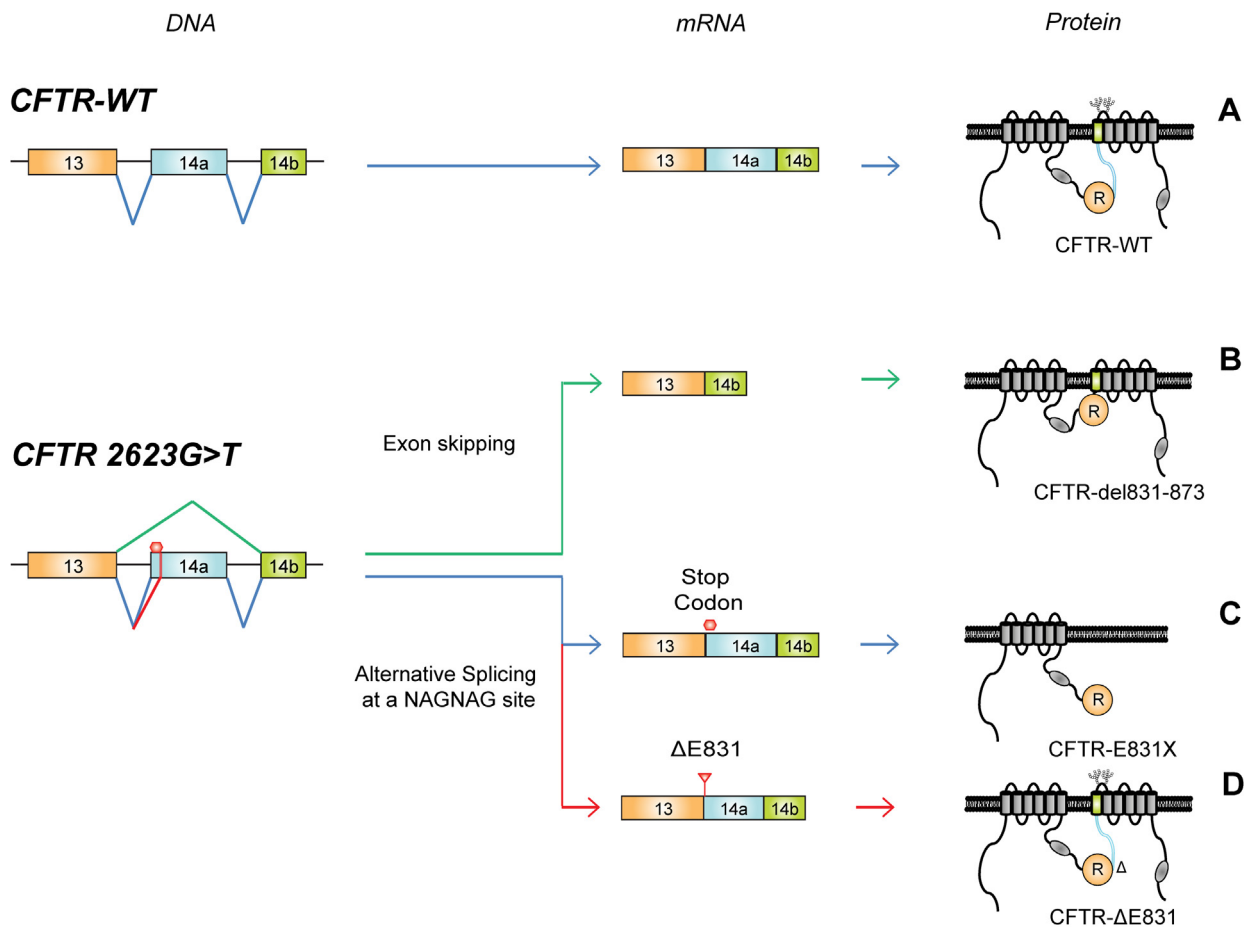 DNA mRNA Protein
CFTR-WT
A
13 14a 14b
13 14a 14b
R
CFTR-WT
B
13 14b
R
CFTR-del831-873
Exon skipping
CFTR 2623G>T
13 14a 14b
Stop
Codon
C
13 14a 14b
R
CFTR-E831X
Alternative Splicing
at a NAGNAG site
ΔE831
D
13 14a 14b
R Δ
CFTR-ΔE831